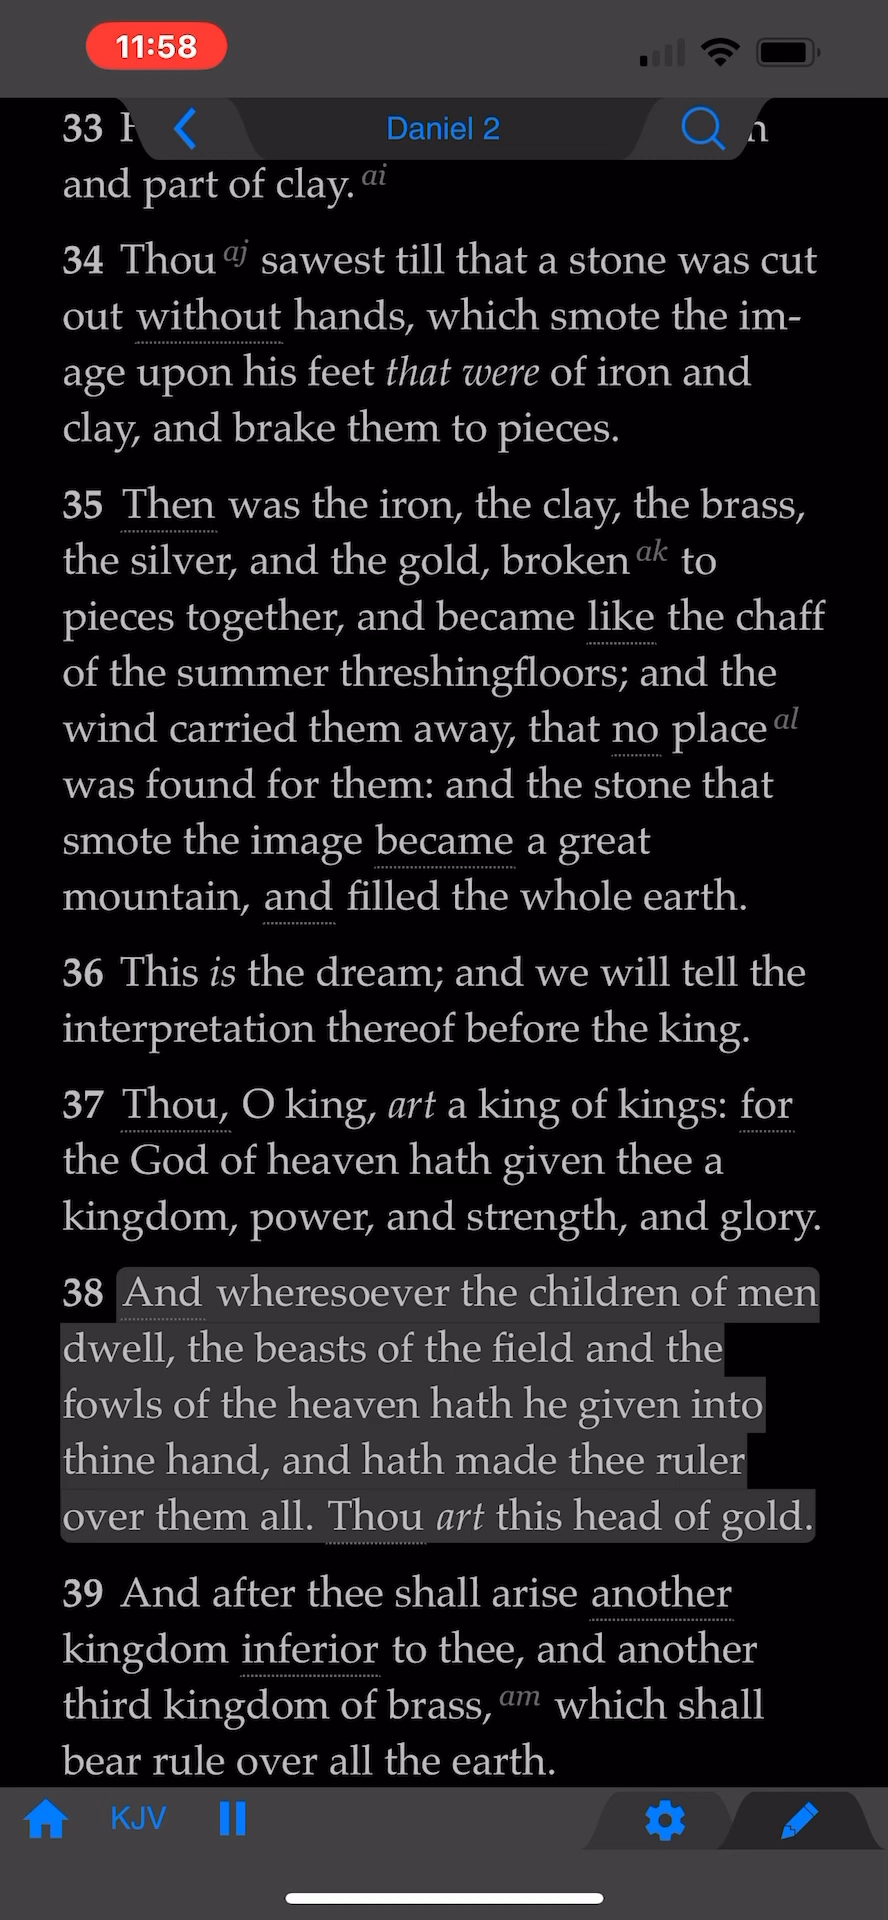 11:58
Daniel 2
33
and part of clay. ai
34 Thou aj sawest till that a stone was cut
out without hands, which smote the im-
age upon his feet that were of iron and
clay, and brake them to pieces.
35 Then was the iron, the clay, the brass,
the silver, and the gold, broken ak to
pieces together, and became like the chaff
of the summer threshingfloors; and the
wind carried them away, that no place al
was found for them: and the stone that
smote the image became a great
mountain, and filled the whole earth.
36 This is the dream; and we will tell the
interpretation thereof before the king.
37 Thou, O king, art a king of kings: for
the God of heaven hath given thee a
kingdom, power, and strength, and glory.
38 And wheresoever the children of men
dwell, the beasts of the field and the
fowls of the heaven hath he given into
thine hand, and hath made thee ruler
over them all. Thou art this head of gold.
39 And after thee shall arise another
kingdom inferior to thee, and another
third kingdom of brass, am which shall
bear rule over all the earth.
KJV